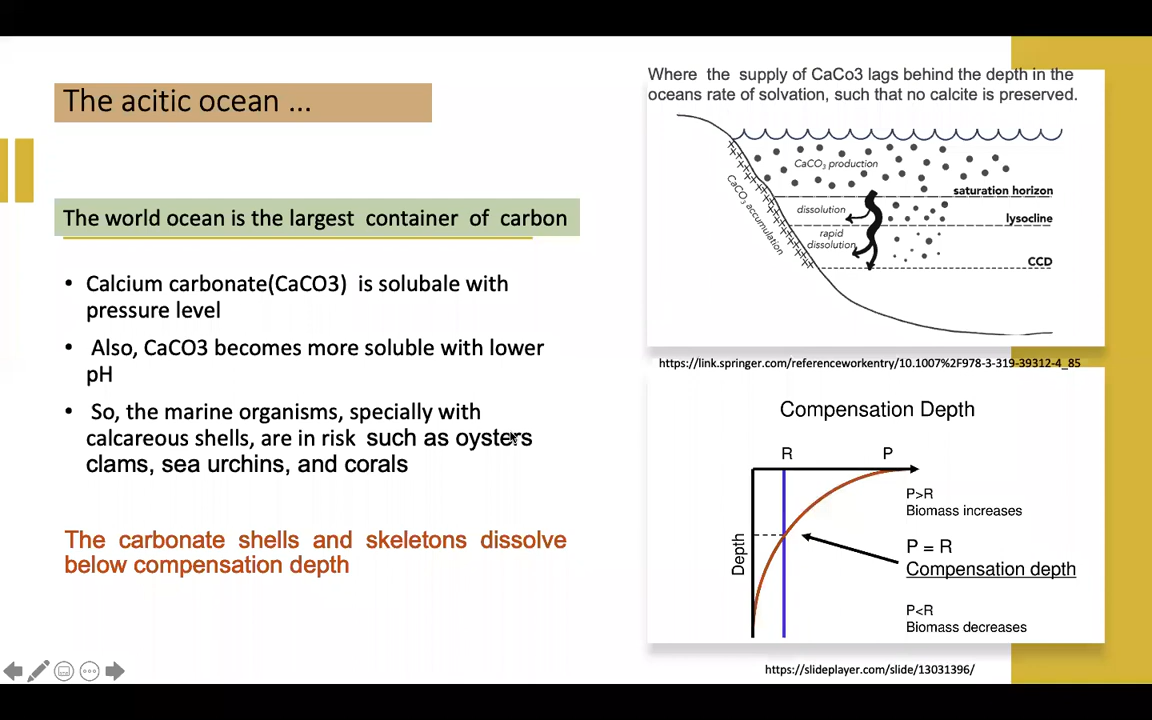 The acitic ocean ...
The world ocean is the largest container of carbon
• Calcium carbonate(CaCO3) is solubale with
pressure level
• Also, CaCO3 becomes more soluble with lower
pH
• So, the marine organisms, specially with
calcareous shells, are in risk such as oysters
clams, sea urchins, and corals
The carbonate shells and skeletons dissolve
below compensation depth
Where the supply of CaCo3 lags behind the depth in the
oceans rate of solvation, such that no calcite is preserved.
CaCO3 production
saturation horizon
dissolution
lysocline
rapid
dissolution
CaCO3 accumulation
CCD
https://link.springer.com/referenceworkentry/10.1007%2F978-3-319-39312-4_85
Compensation Depth
R
P
P>R
Biomass increases
P = R
Compensation depth
Depth
P<R
Biomass decreases
https://slideplayer.com/slide/13031396/